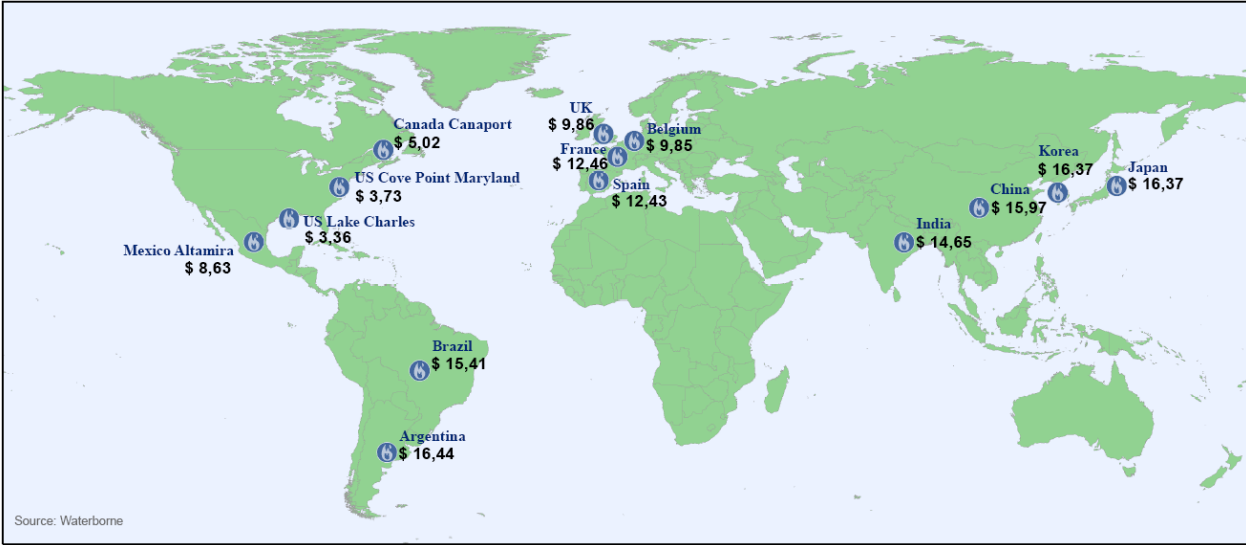 Canada Canaport
$ 5,02
US Cove Point Maryland
$ 3,73
US Lake Charles
$ 3,36
Mexico Altamira
$ 8,63
Brazil
$ 15,41
Argentina
$ 16,44
UK
$ 9,86
Belgium
$ 9,85
France
$ 12,46
Spain
$ 12,43
Korea
$ 16,37
Japan
$ 16,37
China
$ 15,97
India
$ 14,65
Source: Waterborne